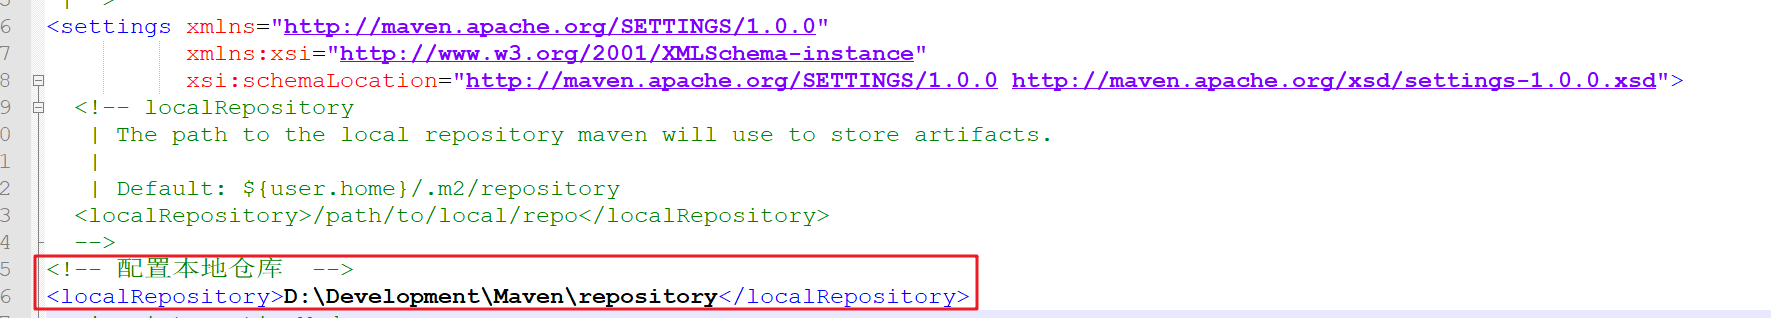 6 <settings xmlns="http://maven.apache.org/SETTINGS/1.0.0"
7 xmlns:xsi="http://www.w3.org/2001/XMLSchema-instance"
8 xsi:schemaLocation="http://maven.apache.org/SETTINGS/1.0.0 http://maven.apache.org/xsd/settings-1.0.0.xsd">
9 <!-- localRepository
0 | The path to the local repository maven will use to store artifacts.
1 |
2 | Default: ${user.home}/.m2/repository
3 <localRepository>/path/to/local/repo</localRepository>
4 -->
5 <!-- 配置本地仓库 -->
6 <localRepository>D:\Development\Maven\repository</localRepository>